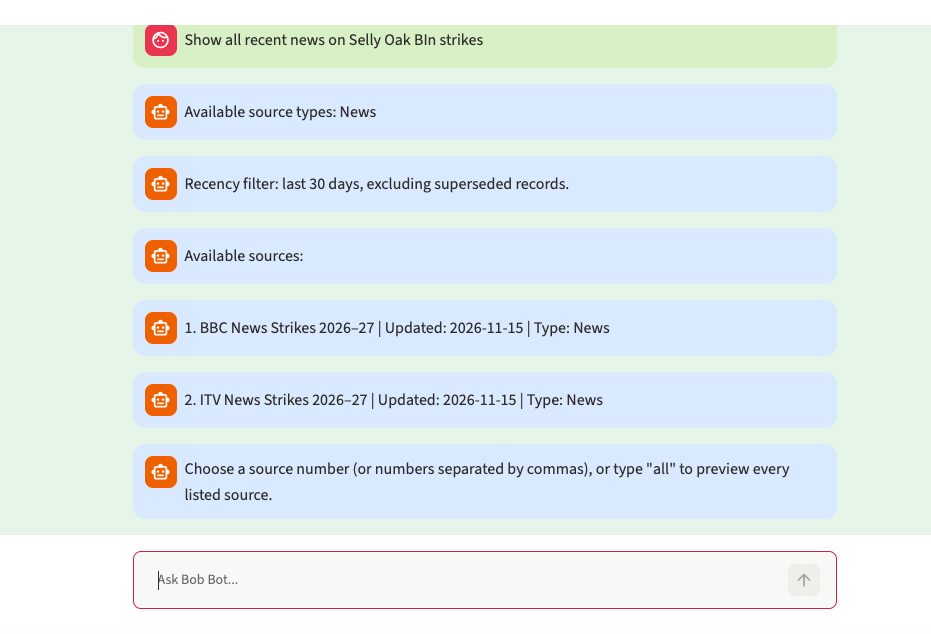 Show all recent news on Selly Oak BIn strikes
Available source types: News
Recency filter: last 30 days, excluding superseded records.
Available sources:
1. BBC News Strikes 2026–27 | Updated: 2026-11-15 | Type: News
2. ITV News Strikes 2026–27 | Updated: 2026-11-15 | Type: News
Choose a source number (or numbers separated by commas), or type "all" to preview every
listed source.
Ask Bob Bot...